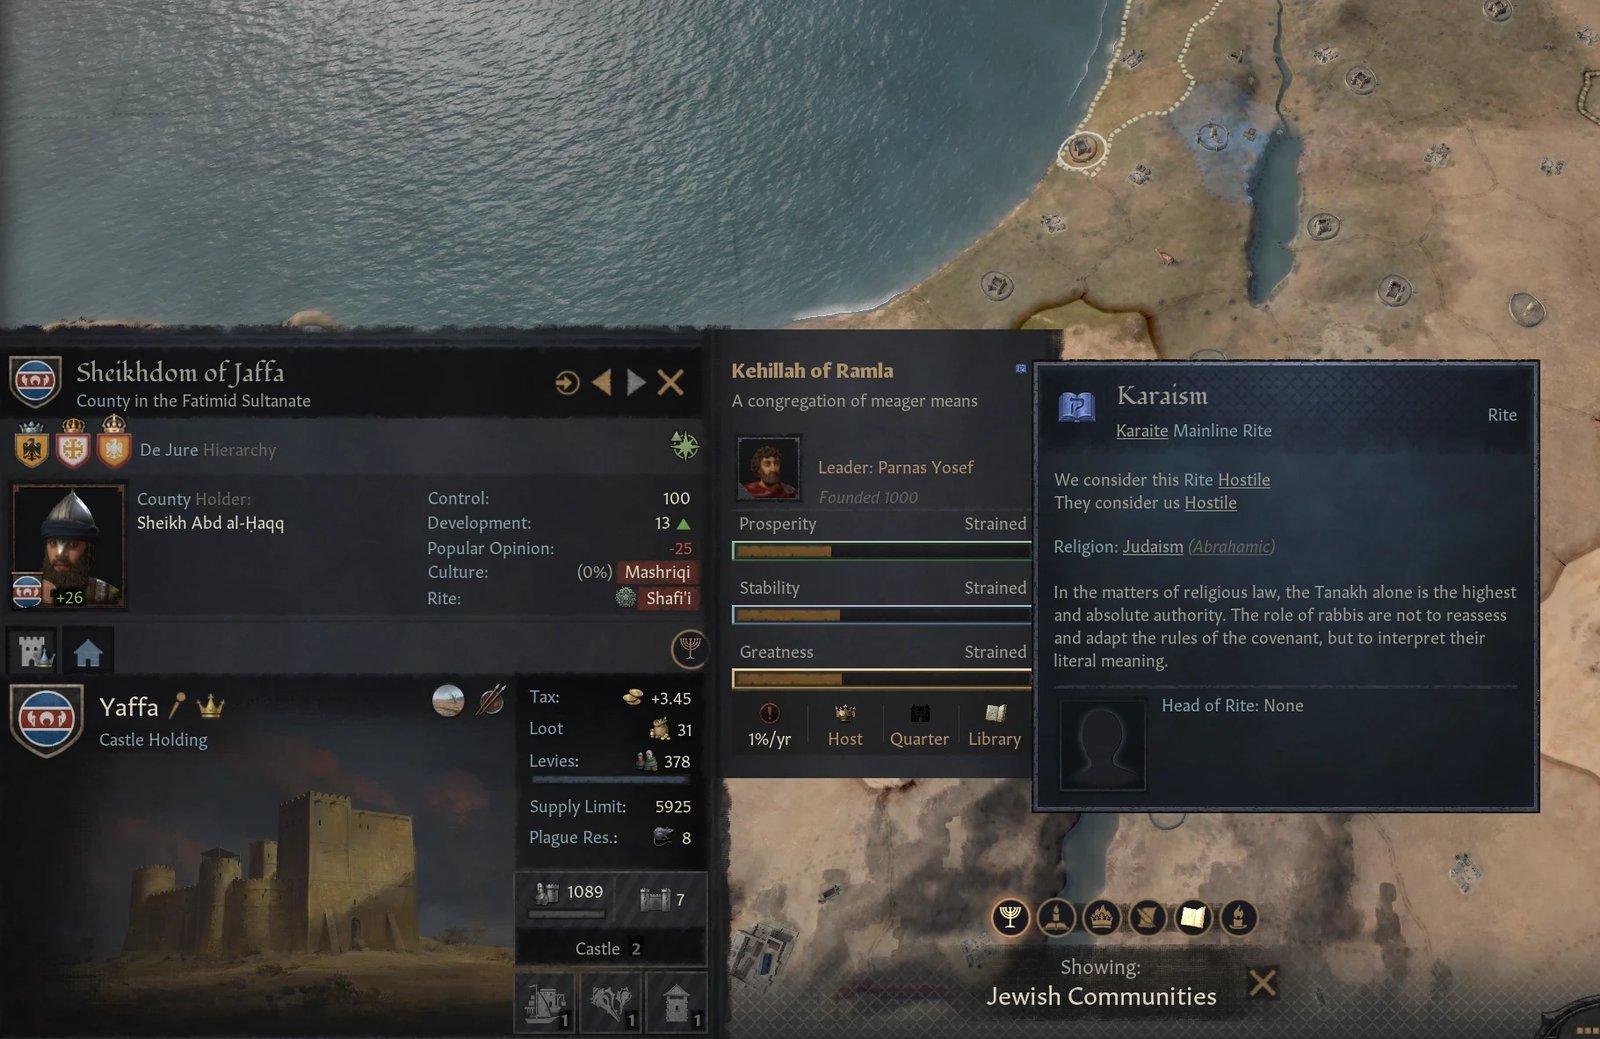 Sheikhdom of Jaffa
County in the Fatimid Sultanate
De Jure Hierarchy
County Holder:
Sheikh Abd al-Ḥaqq
+26
Control: 100
Development: 13
Popular Opinion: -25
Culture: (0%) Mashriqi
Rite: Shafi'i
Yaffa
Castle Holding
Tax: +3.45
Loot 31
Levies: 378
Supply Limit: 5925
Plague Res.: 8
1089 7
Castle 2
1 1 1
Kehillah of Ramla
A congregation of meager means
Leader: Parnas Yosef
Founded 1000
Prosperity Strained
Stability Strained
Greatness Strained
1%/yr Host Quarter Library
Karaism
Karaite Mainline Rite
Rite
We consider this Rite Hostile
They consider us Hostile
Religion: Judaism (Abrahamic)
In the matters of religious law, the Tanakh alone is the highest
and absolute authority. The role of rabbis are not to reassess
and adapt the rules of the covenant, but to interpret their
literal meaning.
Head of Rite: None
Showing:
Jewish Communities